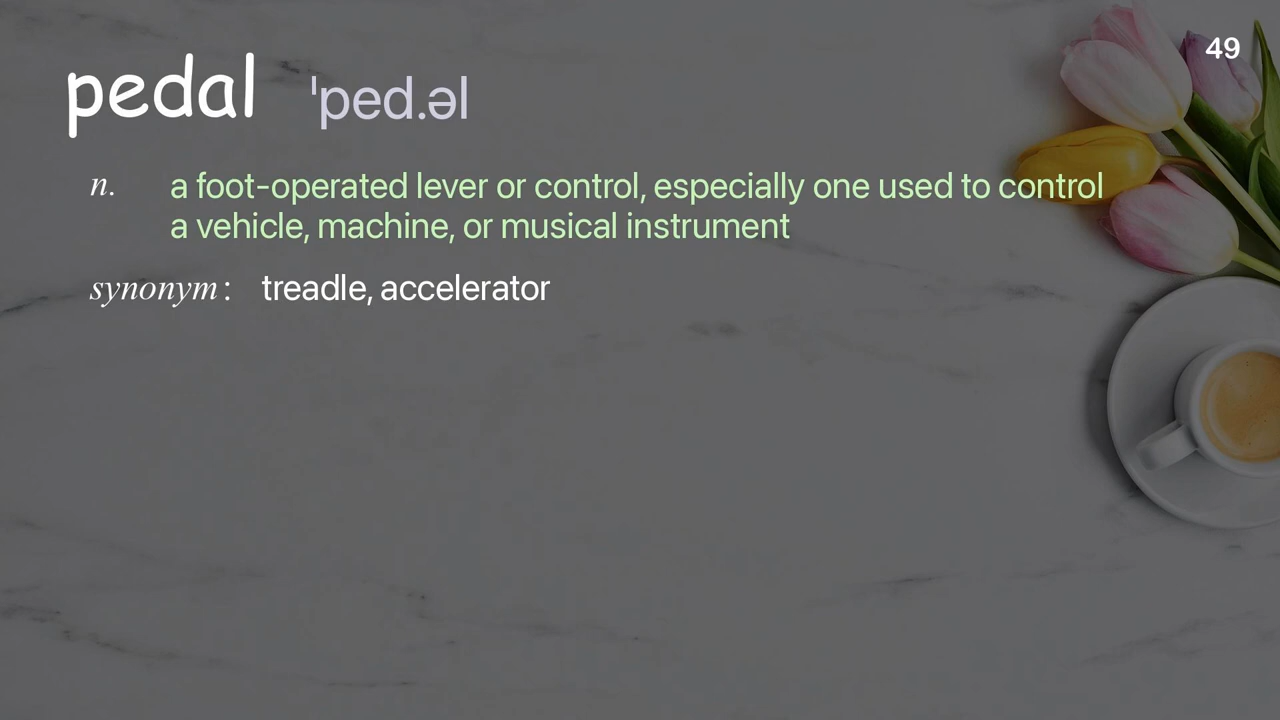 49
pedal ˈped.əl
n. a foot-operated lever or control, especially one used to control
a vehicle, machine, or musical instrument
synonym: treadle, accelerator